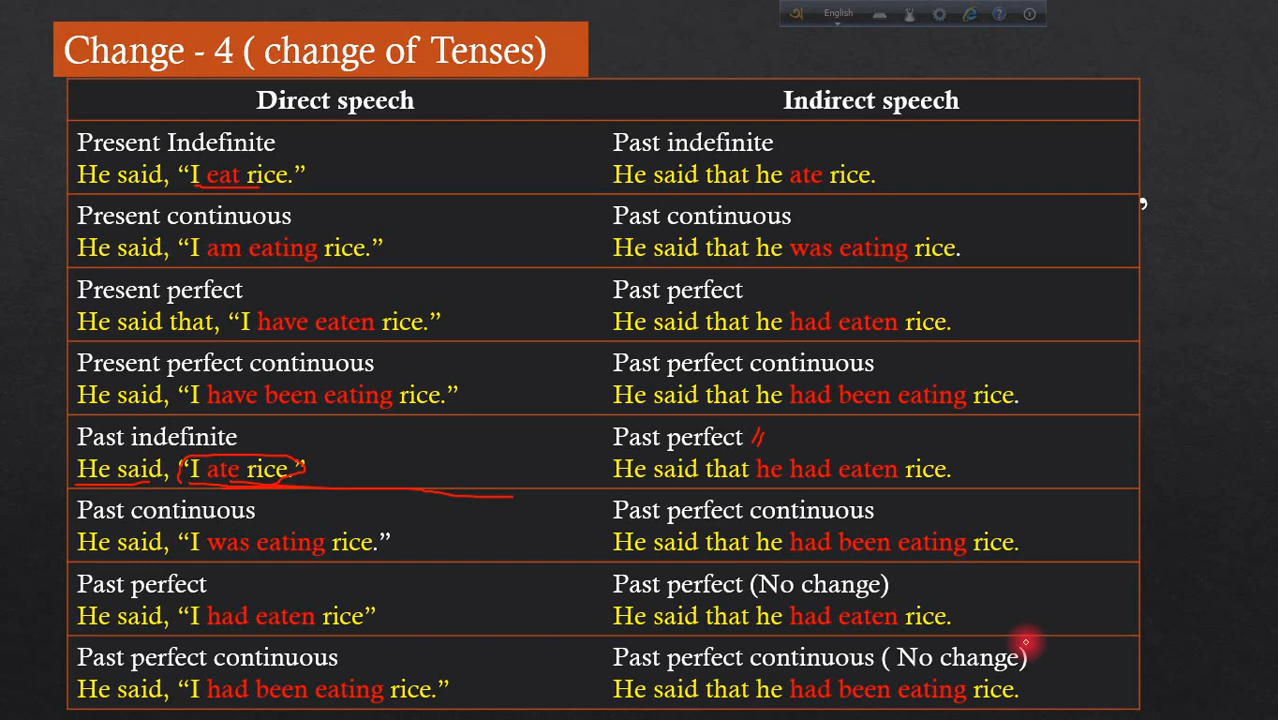 অ English
Change - 4 ( change of Tenses)
Direct speech
Indirect speech
Present Indefinite
He said, “I eat rice.”
Past indefinite
He said that he ate rice.
,
Present continuous
He said, “I am eating rice.”
Past continuous
He said that he was eating rice.
Present perfect
He said that, “I have eaten rice.”
Past perfect
He said that he had eaten rice.
Present perfect continuous
He said, “I have been eating rice.”
Past perfect continuous
He said that he had been eating rice.
Past indefinite
He said, “I ate rice.”
Past perfect
He said that he had eaten rice.
Past continuous
He said, “I was eating rice.”
Past perfect continuous
He said that he had been eating rice.
Past perfect
He said, “I had eaten rice”
Past perfect (No change)
He said that he had eaten rice.
Past perfect continuous
He said, “I had been eating rice.”
Past perfect continuous ( No change)
He said that he had been eating rice.